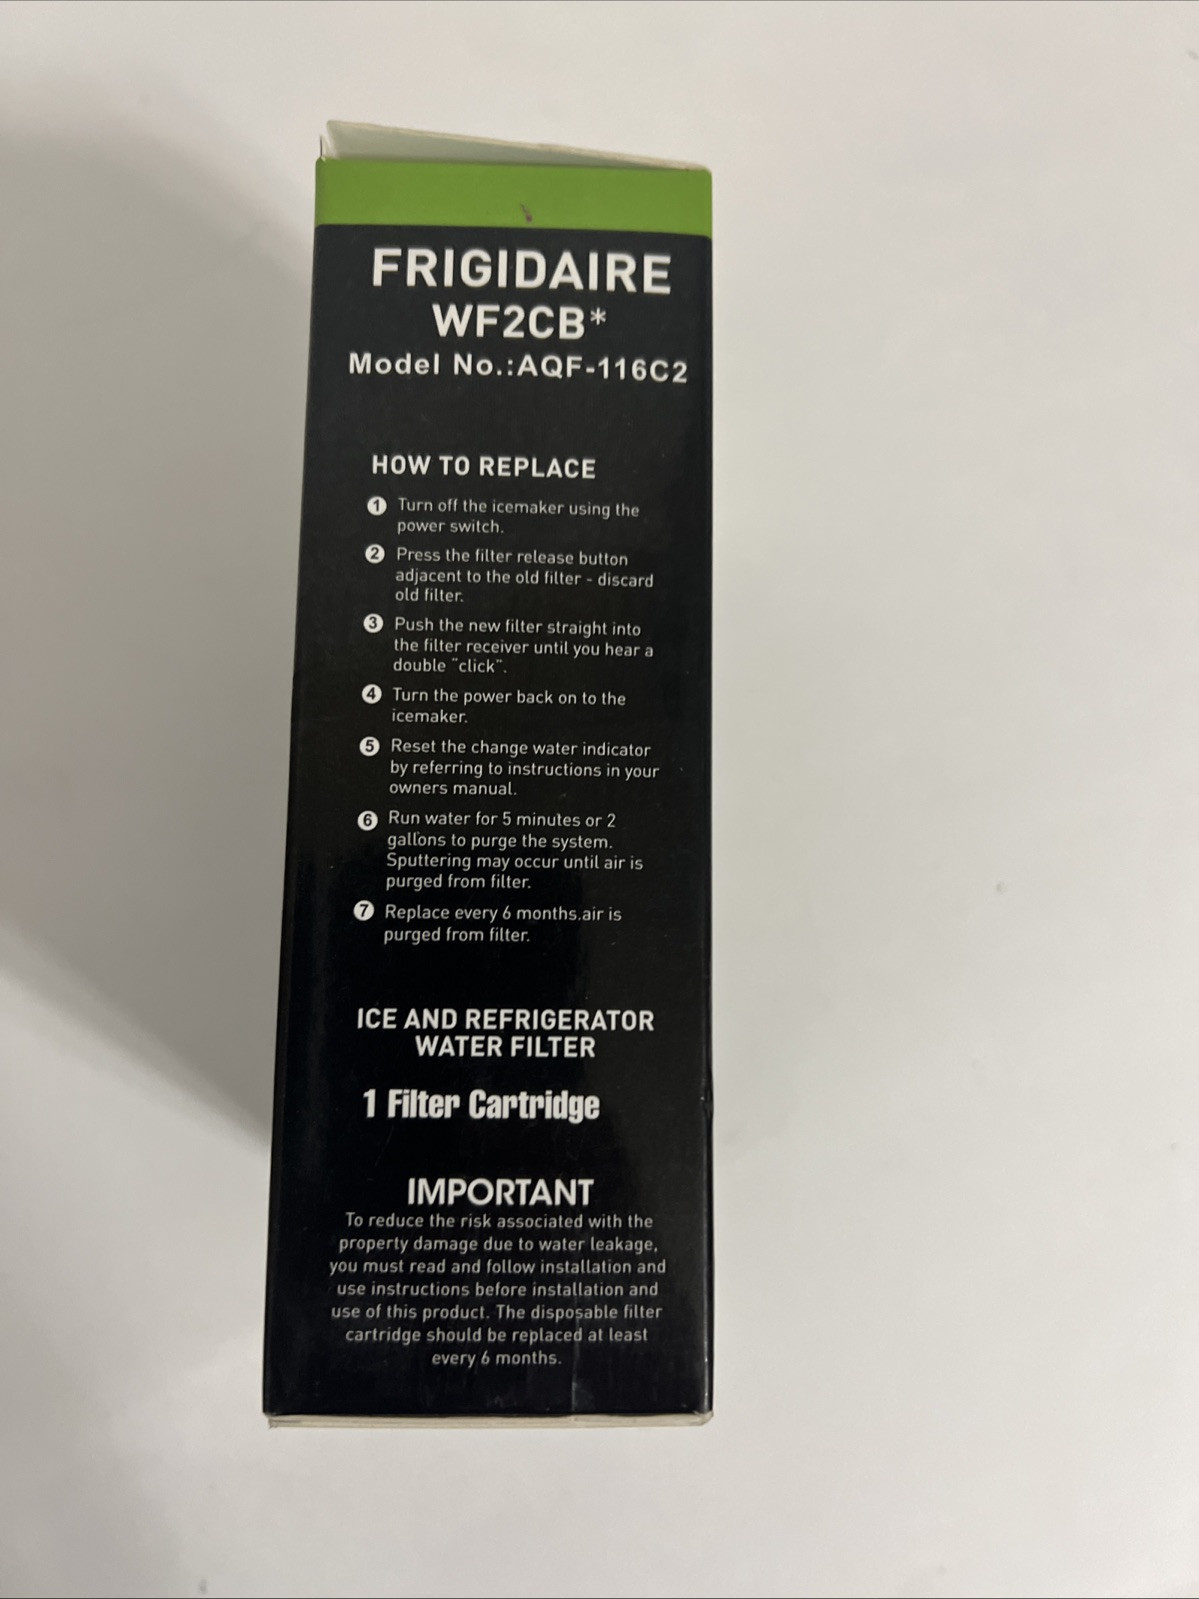 FRIGIDAIRE
WF2CB*
Model No.:AQF-116C2
HOW TO REPLACE
1 Turn off the icemaker using the
power switch.
2 Press the filter release button
adjacent to the old filter - discard
old filter.
3 Push the new filter straight into
the filter receiver until you hear a
double "click".
4 Turn the power back on to the
icemaker.
5 Reset the change water indicator
by referring to instructions in your
owners manual.
6 Run water for 5 minutes or 2
gallons to purge the system.
Sputtering may occur until air is
purged from filter.
7 Replace every 6 months.air is
purged from filter.
ICE AND REFRIGERATOR
WATER FILTER
1 Filter Cartridge
IMPORTANT
To reduce the risk associated with the
property damage due to water leakage,
you must read and follow installation and
use instructions before installation and
use of this product. The disposable filter
cartridge should be replaced at least
every 6 months.